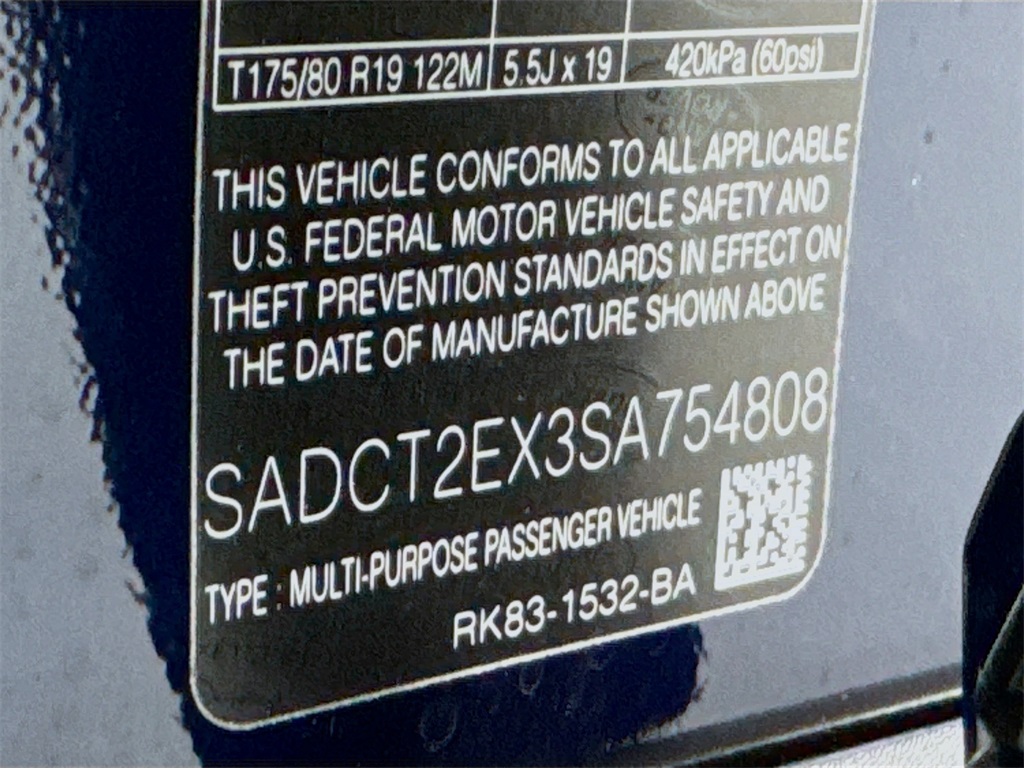 T175/80 R19 122M 5.5J x 19 420kPa (60psi)
THIS VEHICLE CONFORMS TO ALL APPLICABLE
U.S. FEDERAL MOTOR VEHICLE SAFETY AND
THEFT PREVENTION STANDARDS IN EFFECT ON
THE DATE OF MANUFACTURE SHOWN ABOVE
SADCT2EX3SA754808
TYPE : MULTI-PURPOSE PASSENGER VEHICLE
RK83-1532-BA